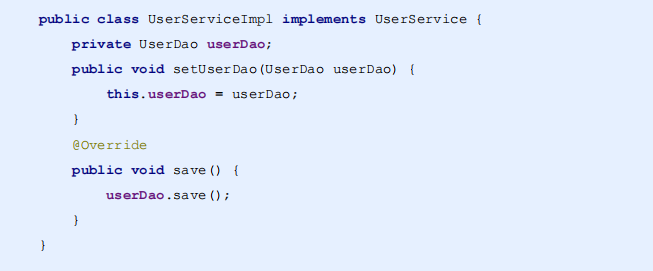 public class UserServiceImpl implements UserService {
    private UserDao userDao;
    public void setUserDao(UserDao userDao) {
        this.userDao = userDao;
    }
    @Override
    public void save() {
        userDao.save();
    }
}